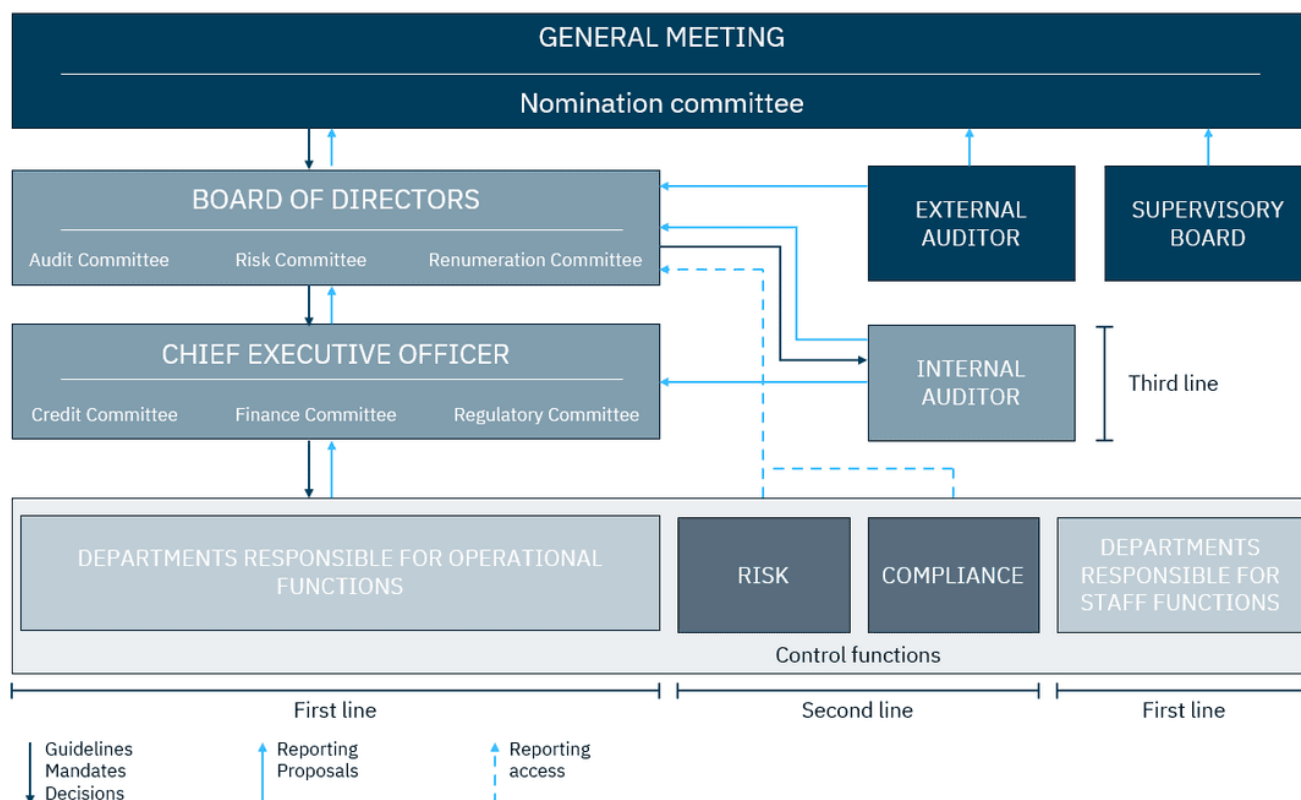 GENERAL MEETING
Nomination committee
BOARD OF DIRECTORS
Audit Committee
Risk Committee
Renumeration Committee
EXTERNAL
AUDITOR
SUPERVISORY
BOARD
CHIEF EXECUTIVE OFFICER
Credit Committee
Finance Committee
Regulatory Committee
INTERNAL
AUDITOR
Third line
DEPARTMENTS RESPONSIBLE FOR OPERATIONAL
FUNCTIONS
RISK
COMPLIANCE
DEPARTMENTS
RESPONSIBLE FOR
STAFF FUNCTIONS
Control functions
First line
Second line
First line
Guidelines
Mandates
Decisions
Reporting
Proposals
Reporting
access